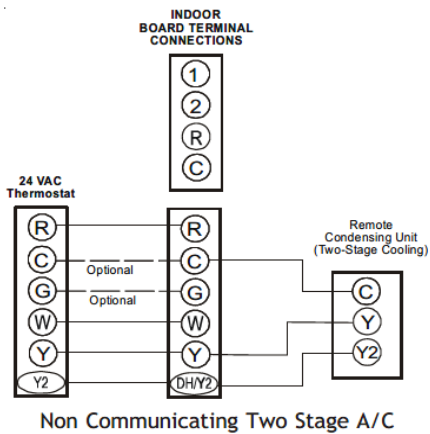 INDOOR
BOARD TERMINAL
CONNECTIONS
1
2
R
C
24 VAC
Thermostat
R
C
G
W
Y
Y2
Optional
Optional
R
C
G
W
Y
DH/Y2
Remote
Condensing Unit
(Two-Stage Cooling)
C
Y
Y2
Non Communicating Two Stage A/C